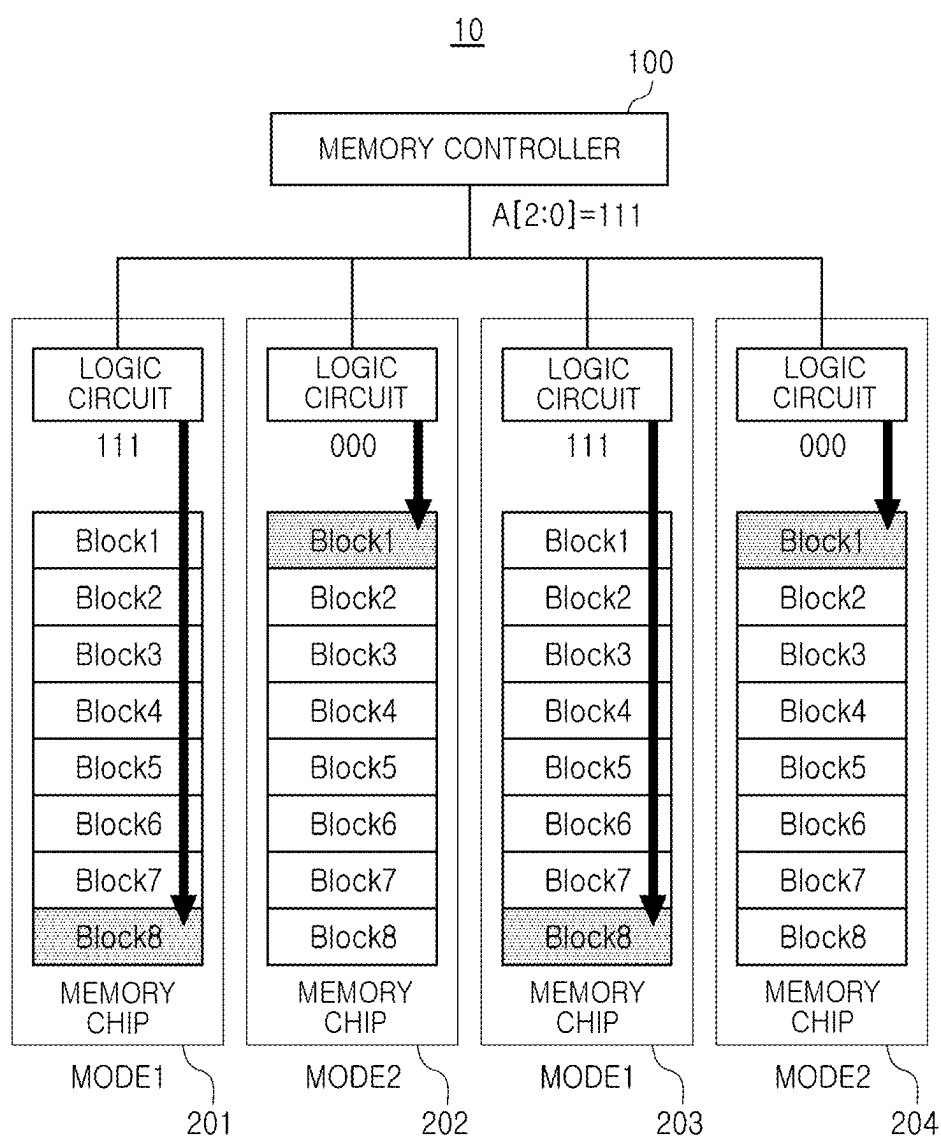 10
100
MEMORY CONTROLLER
A[2:0]=111
LOGIC
CIRCUIT
111
Block1
Block2
Block3
Block4
Block5
Block6
Block7
Block8
MEMORY
CHIP
MODE1
201
LOGIC
CIRCUIT
000
Block1
Block2
Block3
Block4
Block5
Block6
Block7
Block8
MEMORY
CHIP
MODE2
202
LOGIC
CIRCUIT
111
Block1
Block2
Block3
Block4
Block5
Block6
Block7
Block8
MEMORY
CHIP
MODE1
203
LOGIC
CIRCUIT
000
Block1
Block2
Block3
Block4
Block5
Block6
Block7
Block8
MEMORY
CHIP
MODE2
204